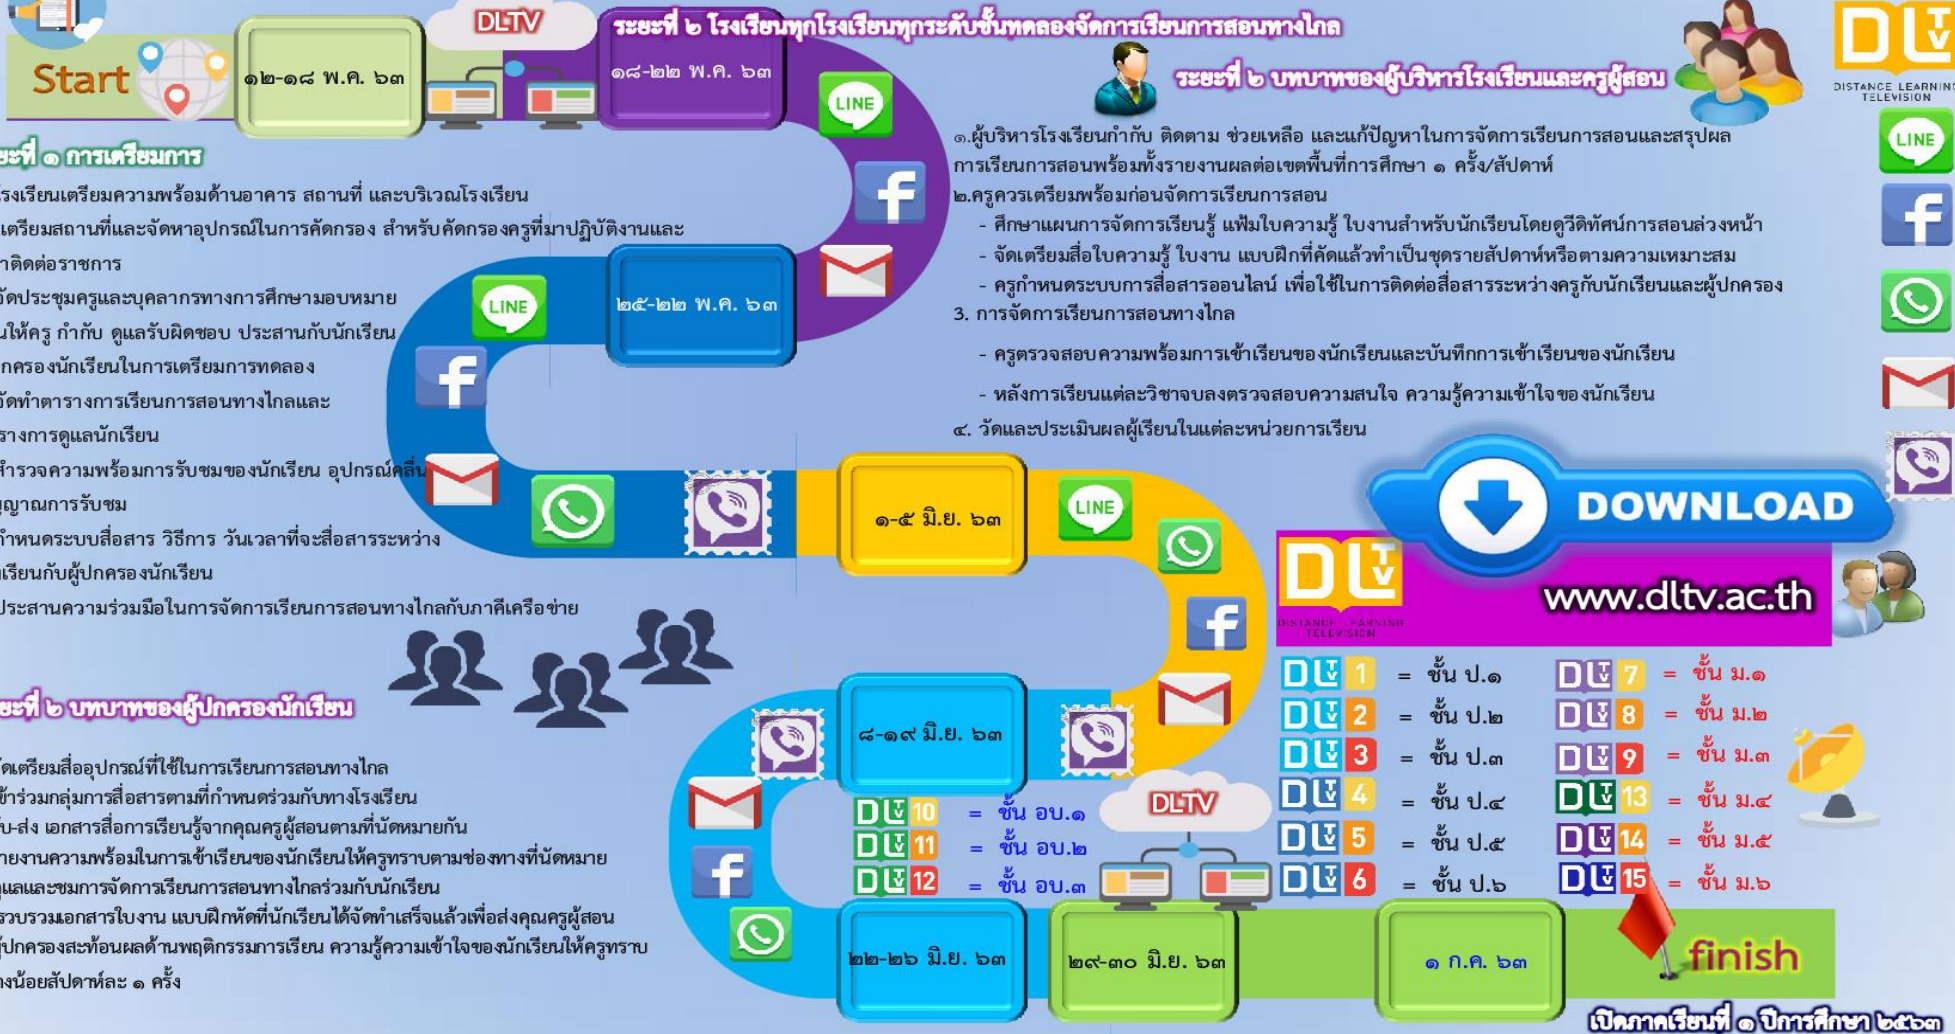 DLTV
ระยะที่ ๒ โรงเรียนทุกโรงเรียนทุกระดับชั้นทดลองจัดการเรียนการสอนทางไกล
Start
๑๒-๑๘ พ.ค. ๖๓
๑๘-๒๒ พ.ค. ๖๓
LINE
ระยะที่ ๒ บทบาทของผู้บริหารโรงเรียนและครูผู้สอน
DLTV
DISTANCE LEARNING
TELEVISION
LINE
๑.ผู้บริหารโรงเรียนกำกับ ติดตาม ช่วยเหลือ และแก้ปัญหาในการจัดการเรียนการสอนและสรุปผล
การเรียนการสอนพร้อมทั้งรายงานผลต่อเขตพื้นที่การศึกษา ๑ ครั้ง/สัปดาห์
๒.ครูควรเตรียมพร้อมก่อนจัดการเรียนการสอน
- ศึกษาแผนการจัดการเรียนรู้ แฟ้มใบความรู้ ใบงานสำหรับนักเรียนโดยดูวีดิทัศน์การสอนล่วงหน้า
- จัดเตรียมสื่อใบความรู้ ใบงาน แบบฝึกที่คัดแล้วทำเป็นชุดรายสัปดาห์หรือตามความเหมาะสม
- ครูกำหนดระบบการสื่อสารออนไลน์ เพื่อใช้ในการติดต่อสื่อสารระหว่างครูกับนักเรียนและผู้ปกครอง
3. การจัดการเรียนการสอนทางไกล
- ครูตรวจสอบความพร้อมการเข้าเรียนของนักเรียนและบันทึกการเข้าเรียนของนักเรียน
- หลังการเรียนแต่ละวิชาจบลงตรวจสอบความสนใจ ความรู้ความเข้าใจของนักเรียน
๔. วัดและประเมินผลผู้เรียนในแต่ละหน่วยการเรียน
ยะที่ ๑ การเตรียมการ
โรงเรียนเตรียมความพร้อมด้านอาคาร สถานที่ และบริเวณโรงเรียน
เตรียมสถานที่และจัดหาอุปกรณ์ในการคัดกรอง สำหรับคัดกรองครูที่มาปฏิบัติงานและ
าติดต่อราชการ
จัดประชุมครูและบุคลากรทางการศึกษามอบหมาย
นให้ครู กำกับ ดูแลรับผิดชอบ ประสานกับนักเรียน
กครองนักเรียนในการเตรียมการทดลอง
จัดทำตารางการเรียนการสอนทางไกลและ
รางการดูแลนักเรียน
สำรวจความพร้อมการรับชมของนักเรียน อุปกรณ์คลื่น
ญญาณการรับชม
กำหนดระบบสื่อสาร วิธีการ วันเวลาที่จะสื่อสารระหว่าง
งเรียนกับผู้ปกครองนักเรียน
ประสานความร่วมมือในการจัดการเรียนการสอนทางไกลกับภาคีเครือข่าย
LINE
๒๕-๒๒ พ.ค. ๖๓
๑-๕ มิ.ย. ๖๓
LINE
DOWNLOAD
DLTV
DISTANCE LEARNING
TELEVISION
www.dltv.ac.th
ยะที่ ๒ บทบาทของผู้ปกครองนักเรียน
จัดเตรียมสื่ออุปกรณ์ที่ใช้ในการเรียนการสอนทางไกล
ข้าร่วมกลุ่มการสื่อสารตามที่กำหนดร่วมกับทางโรงเรียน
รับ-ส่ง เอกสารสื่อการเรียนรู้จากคุณครูผู้สอนตามที่นัดหมายกัน
ายงานความพร้อมในการเข้าเรียนของนักเรียนให้ครูทราบตามช่องทางที่นัดหมาย
ดูแลและชมการจัดการเรียนการสอนทางไกลร่วมกับนักเรียน
รวบรวมเอกสารใบงาน แบบฝึกหัดที่นักเรียนได้จัดทำเสร็จแล้วเพื่อส่งคุณครูผู้สอน
ผู้ปกครองสะท้อนผลด้านพฤติกรรมการเรียน ความรู้ความเข้าใจของนักเรียนให้ครูทราบ
างน้อยสัปดาห์ละ ๑ ครั้ง
๘-๑๙ มิ.ย. ๖๓
DLTV 10 = ชั้น อบ.๑
DLTV 11 = ชั้น อบ.๒
DLTV 12 = ชั้น อบ.๓
DLTV
DLTV 1 = ชั้น ป.๑
DLTV 2 = ชั้น ป.๒
DLTV 3 = ชั้น ป.๓
DLTV 4 = ชั้น ป.๔
DLTV 5 = ชั้น ป.๕
DLTV 6 = ชั้น ป.๖
DLTV 7 = ชั้น ม.๑
DLTV 8 = ชั้น ม.๒
DLTV 9 = ชั้น ม.๓
DLTV 13 = ชั้น ม.๔
DLTV 14 = ชั้น ม.๕
DLTV 15 = ชั้น ม.๖
๒๒-๒๖ มิ.ย. ๖๓
๒๙-๓๐ มิ.ย. ๖๓
๑ ก.ค. ๖๓
finish
เปิดภาคเรียนที่ ๑ ปีการศึกษา ๒๕๖๓